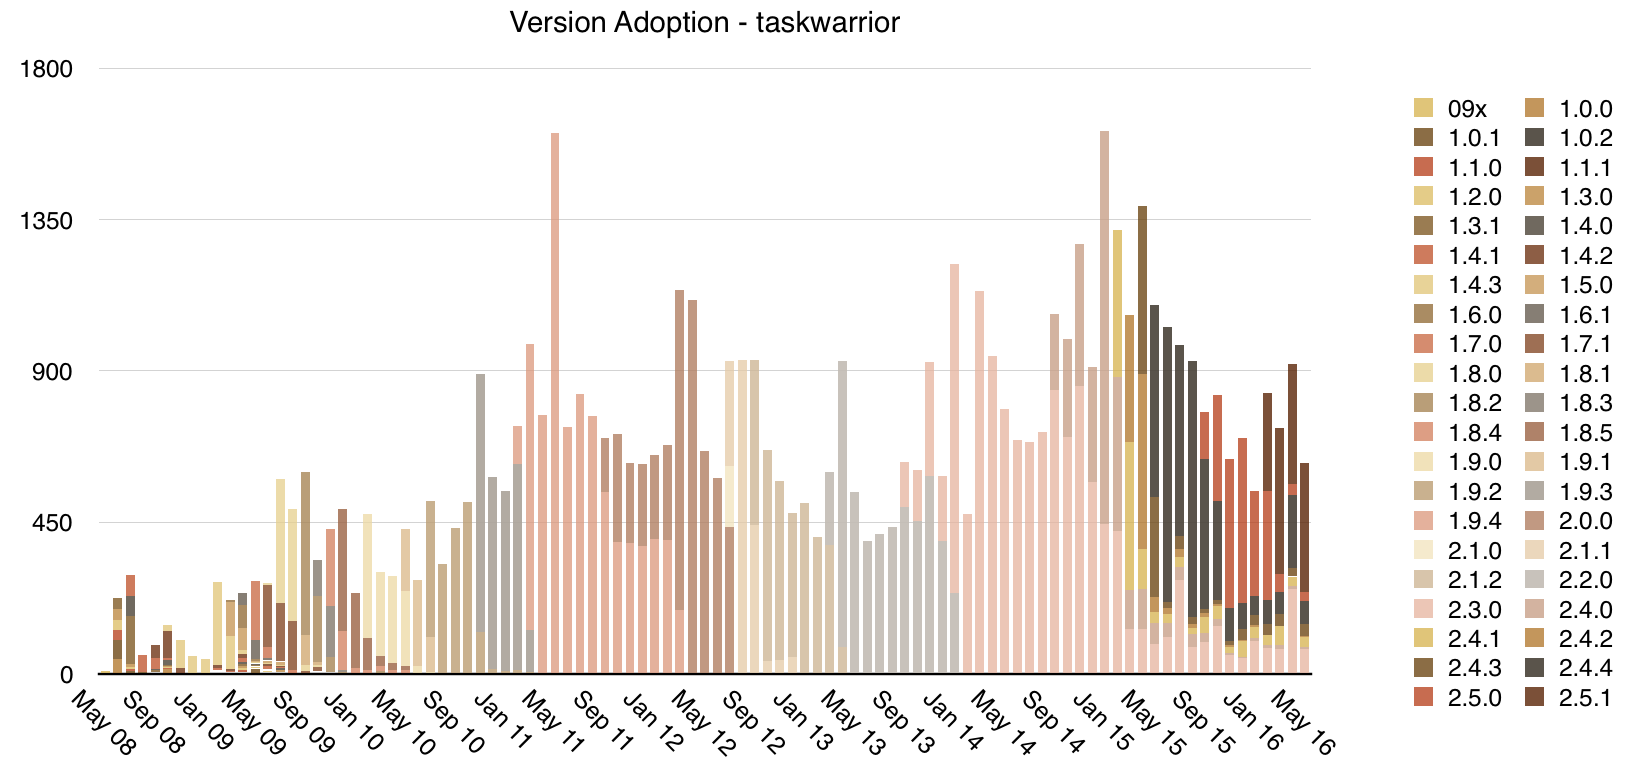 Version Adoption - taskwarrior
1800
1350
900
450
0
May 08
Sep 08
Jan 09
May 09
Sep 09
Jan 10
May 10
Sep 10
Jan 11
May 11
Sep 11
Jan 12
May 12
Sep 12
Jan 13
May 13
Sep 13
Jan 14
May 14
Sep 14
Jan 15
May 15
Sep 15
Jan 16
May 16
09x 1.0.0
1.0.1 1.0.2
1.1.0 1.1.1
1.2.0 1.3.0
1.3.1 1.4.0
1.4.1 1.4.2
1.4.3 1.5.0
1.6.0 1.6.1
1.7.0 1.7.1
1.8.0 1.8.1
1.8.2 1.8.3
1.8.4 1.8.5
1.9.0 1.9.1
1.9.2 1.9.3
1.9.4 2.0.0
2.1.0 2.1.1
2.1.2 2.2.0
2.3.0 2.4.0
2.4.1 2.4.2
2.4.3 2.4.4
2.5.0 2.5.1